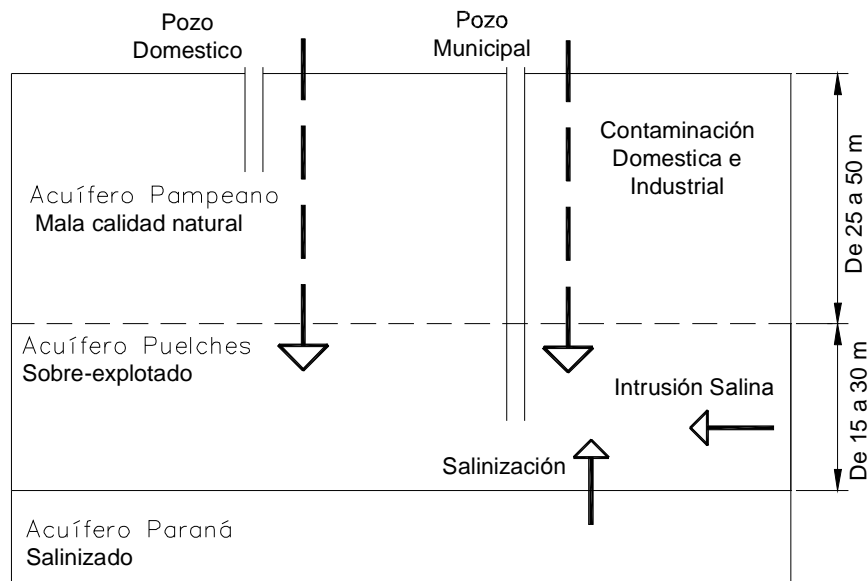 Pozo
Domestico
Pozo
Municipal
Contaminación
Domestica e
Industrial
Acuífero Pampeano
Mala calidad natural
De 25 a 50 m
Acuífero Puelches
Sobre-explotado
Intrusión Salina
Salinización
De 15 a 30 m
Acuífero Paraná
Salinizado